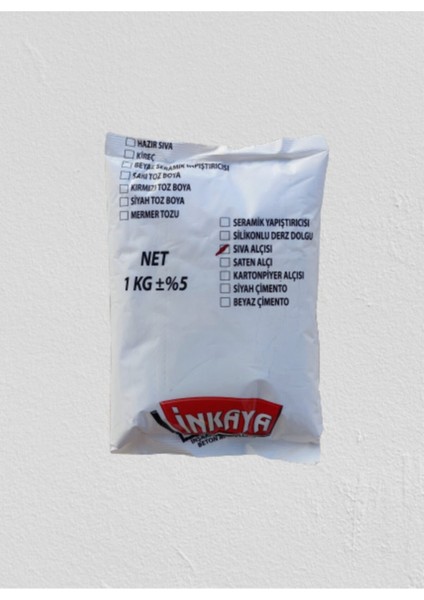 HAZIR SIVA
KİREÇ
BEYAZ SERAMİK YAPIŞTIRICISI
SARI TOZ BOYA
KIRMIZI TOZ BOYA
SİYAH TOZ BOYA
MERMER TOZU
NET
1 KG ±%5
SERAMİK YAPIŞTIRICISI
SİLİKONLU DERZ DOLGU
SIVA ALÇISI
SATEN ALÇI
KARTONPİYER ALÇISI
SİYAH ÇİMENTO
BEYAZ ÇİMENTO
İNKAYA
BETON